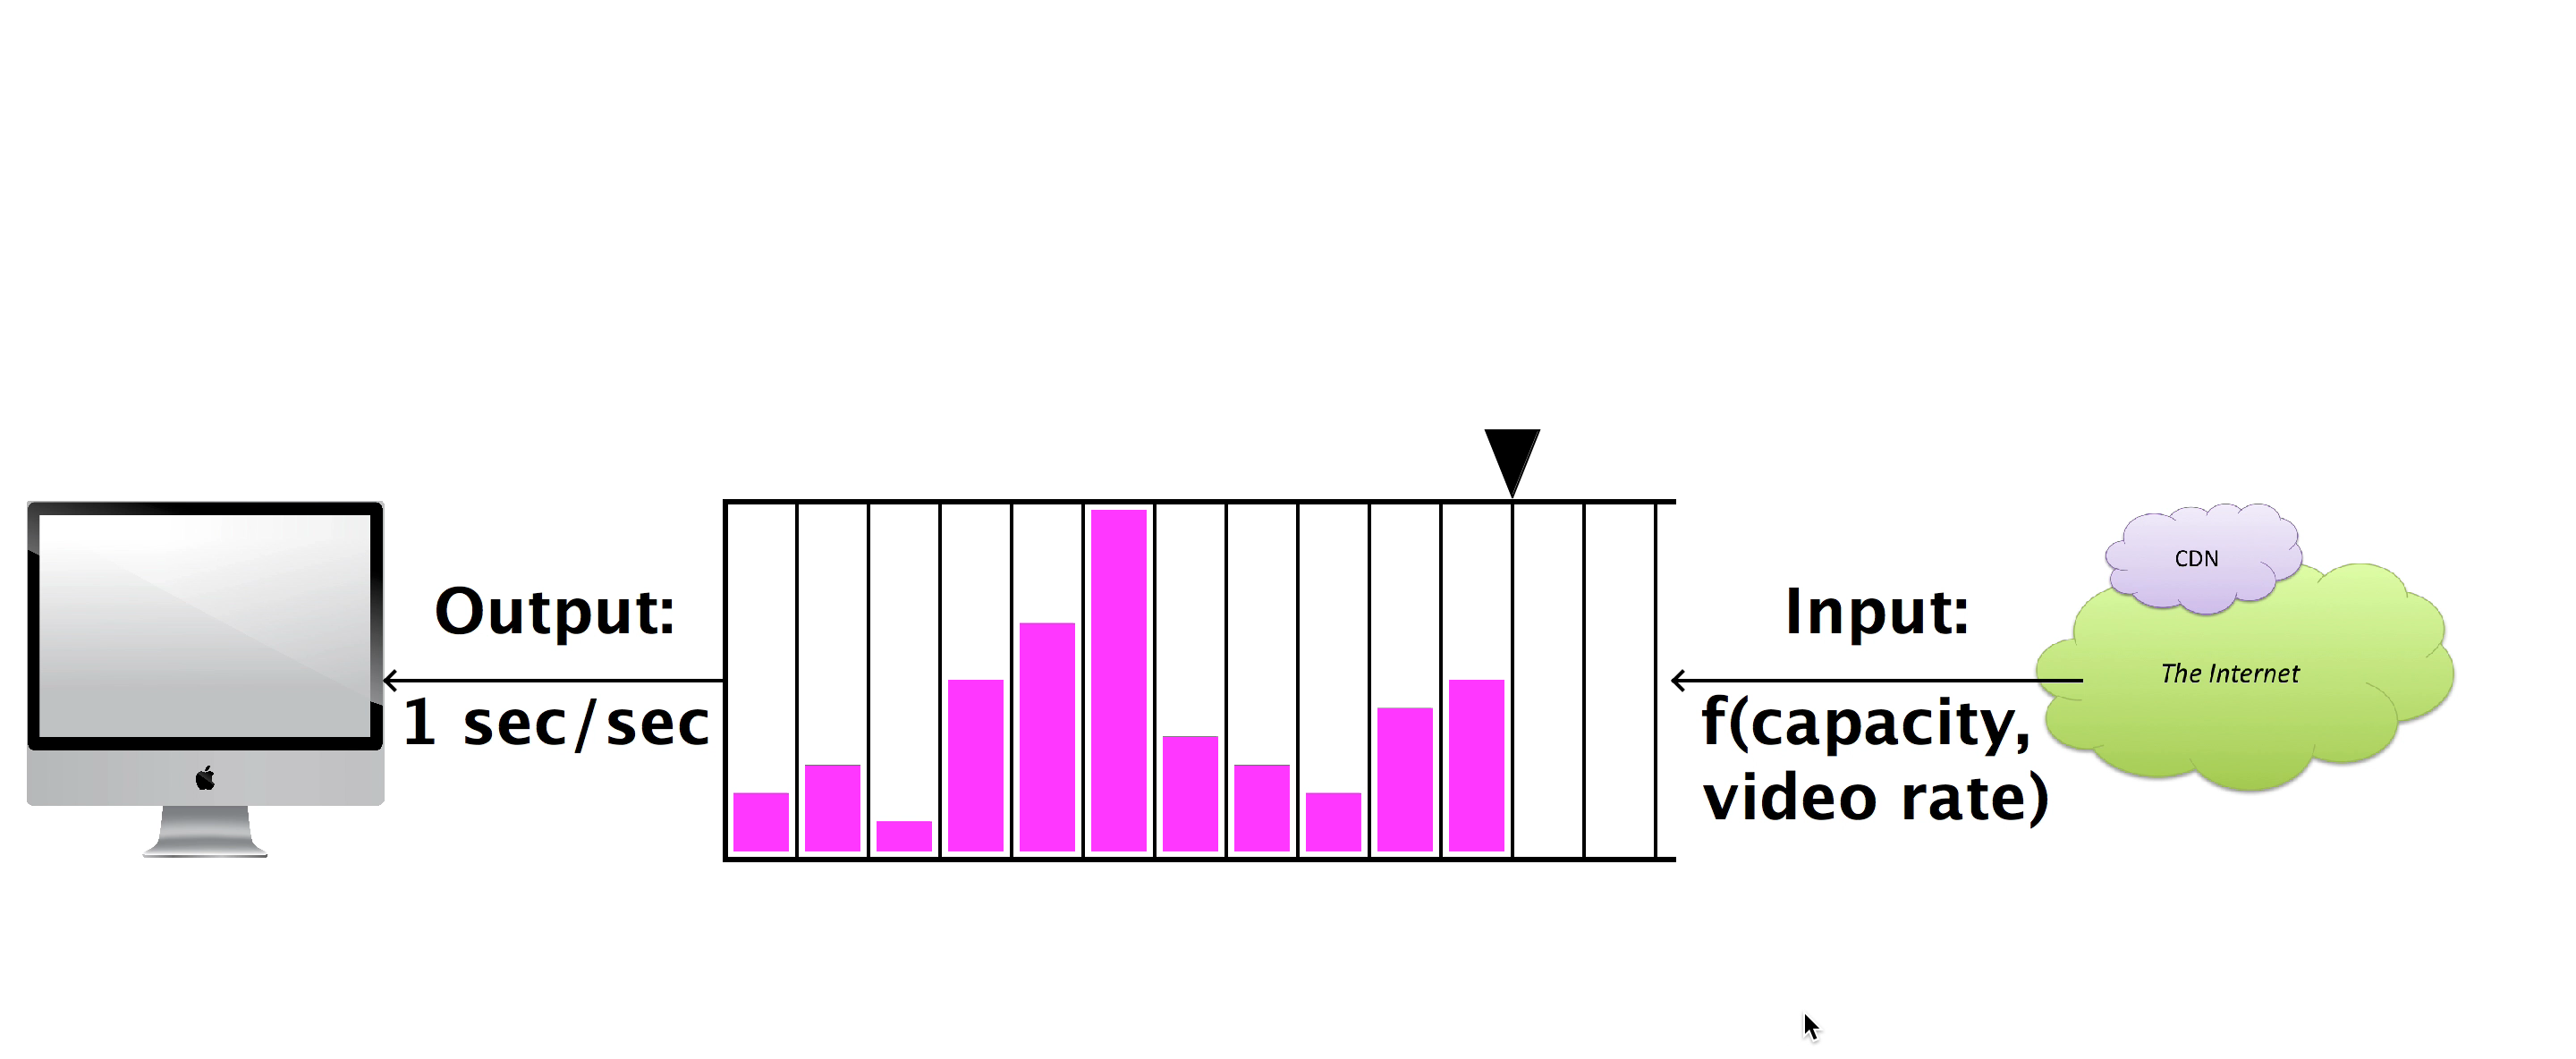 Output:
1 sec/sec
Input:
f(capacity,
video rate)
CDN
The Internet